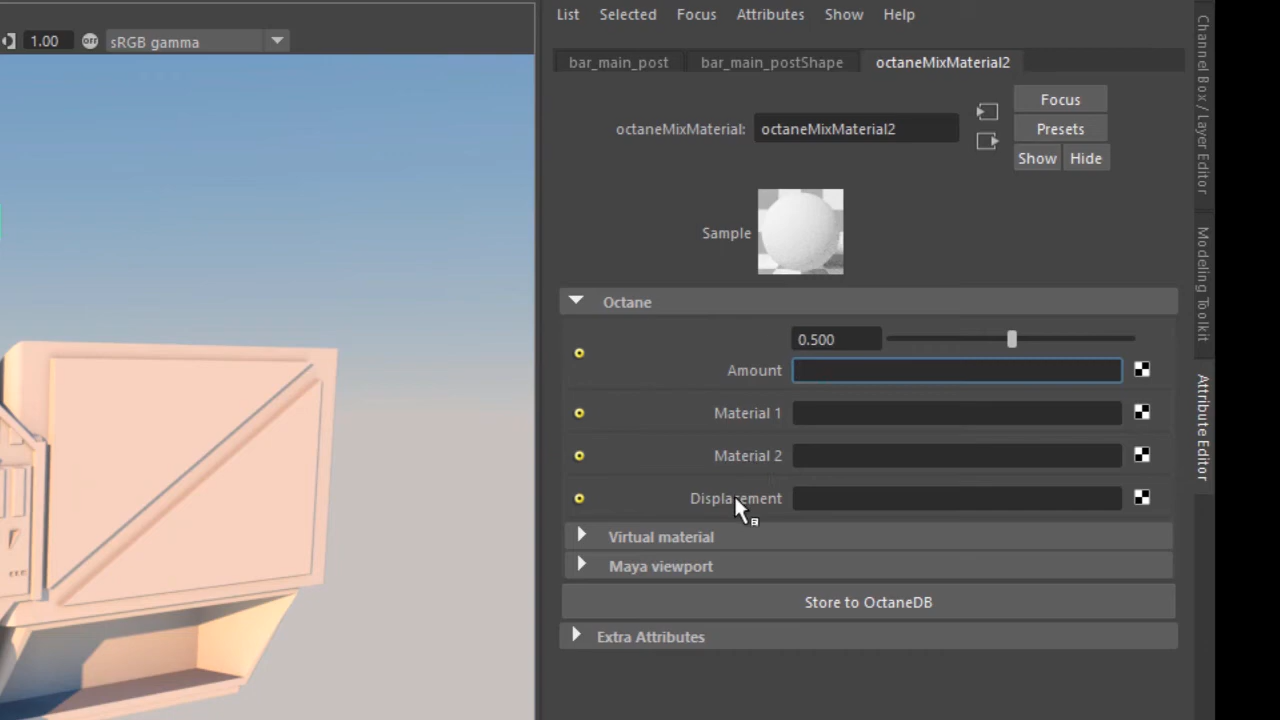 List Selected Focus Attributes Show Help
1.00 off sRGB gamma
bar_main_post bar_main_postShape octaneMixMaterial2
Focus
octaneMixMaterial: octaneMixMaterial2
Presets
Show Hide
Sample
Octane
0.500
Amount
Material 1
Material 2
Displacement
Virtual material
Maya viewport
Store to OctaneDB
Extra Attributes
Channel Box / Layer Editor
Modeling Toolkit
Attribute Editor